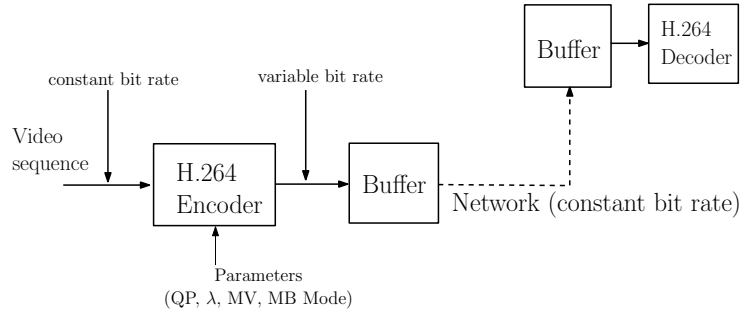 constant bit rate
variable bit rate
Buffer
H.264
Decoder
Video
sequence
H.264
Encoder
Buffer
Network (constant bit rate)
Parameters
(QP, λ, MV, MB Mode)